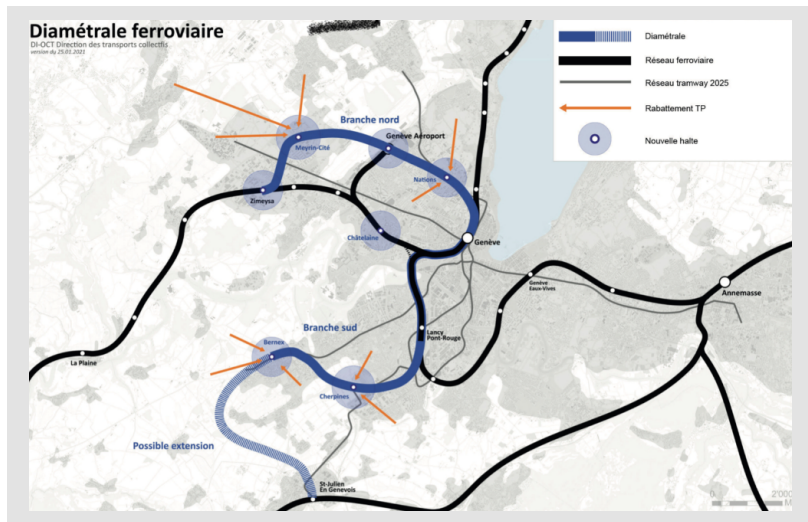 Diamétrale ferroviaire
DI-OCT Direction des transports collectifs
version du 25.01.2021
Diamétrale
Réseau ferroviaire
Réseau tramway 2025
Rabattement TP
Nouvelle halte
Branche nord
Genève Aéroport
Meyrin-Cité
Nations
Zimeysa
Châtelaine
Genève
Genève
Eaux-Vives
Annemasse
Branche sud
Lancy
Pont-Rouge
Bernex
La Plaine
Cherpines
Possible extension
St-Julien
En Genevois
0
2'000
M